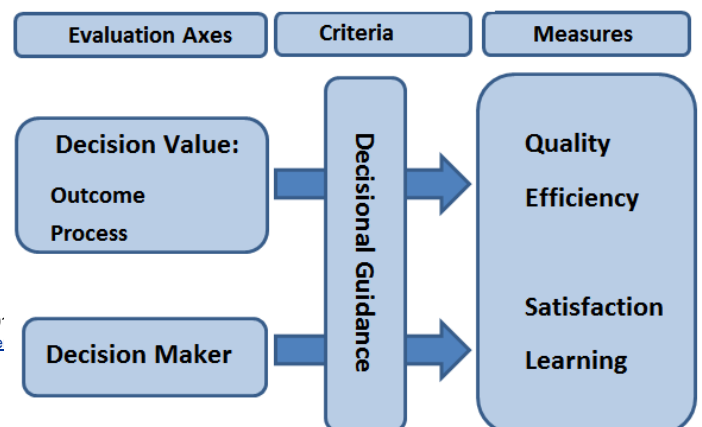 Evaluation Axes
Criteria
Measures
Decision Value:
Outcome
Process
Decision Maker
Decisional Guidance
Quality
Efficiency
Satisfaction
Learning